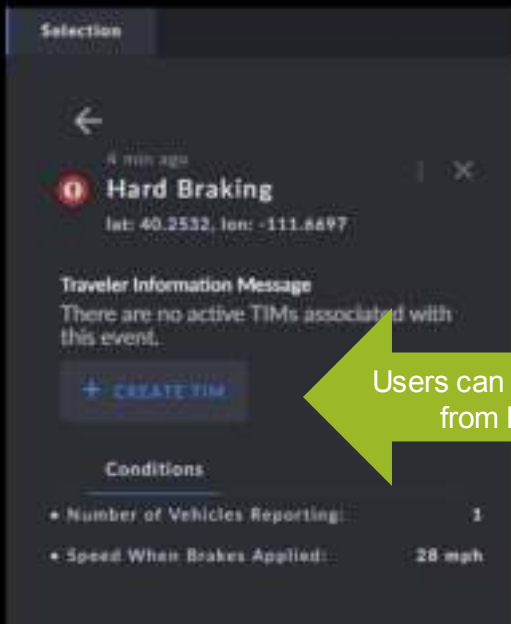 Selection
4 min ago
Hard Braking
lat: 40.2532, lon: -111.6697
Traveler Information Message
There are no active TIMs associated with
this event.
+ CREATE TIM
Users can
from
Conditions
• Number of Vehicles Reporting: 1
• Speed When Brakes Applied: 28 mph